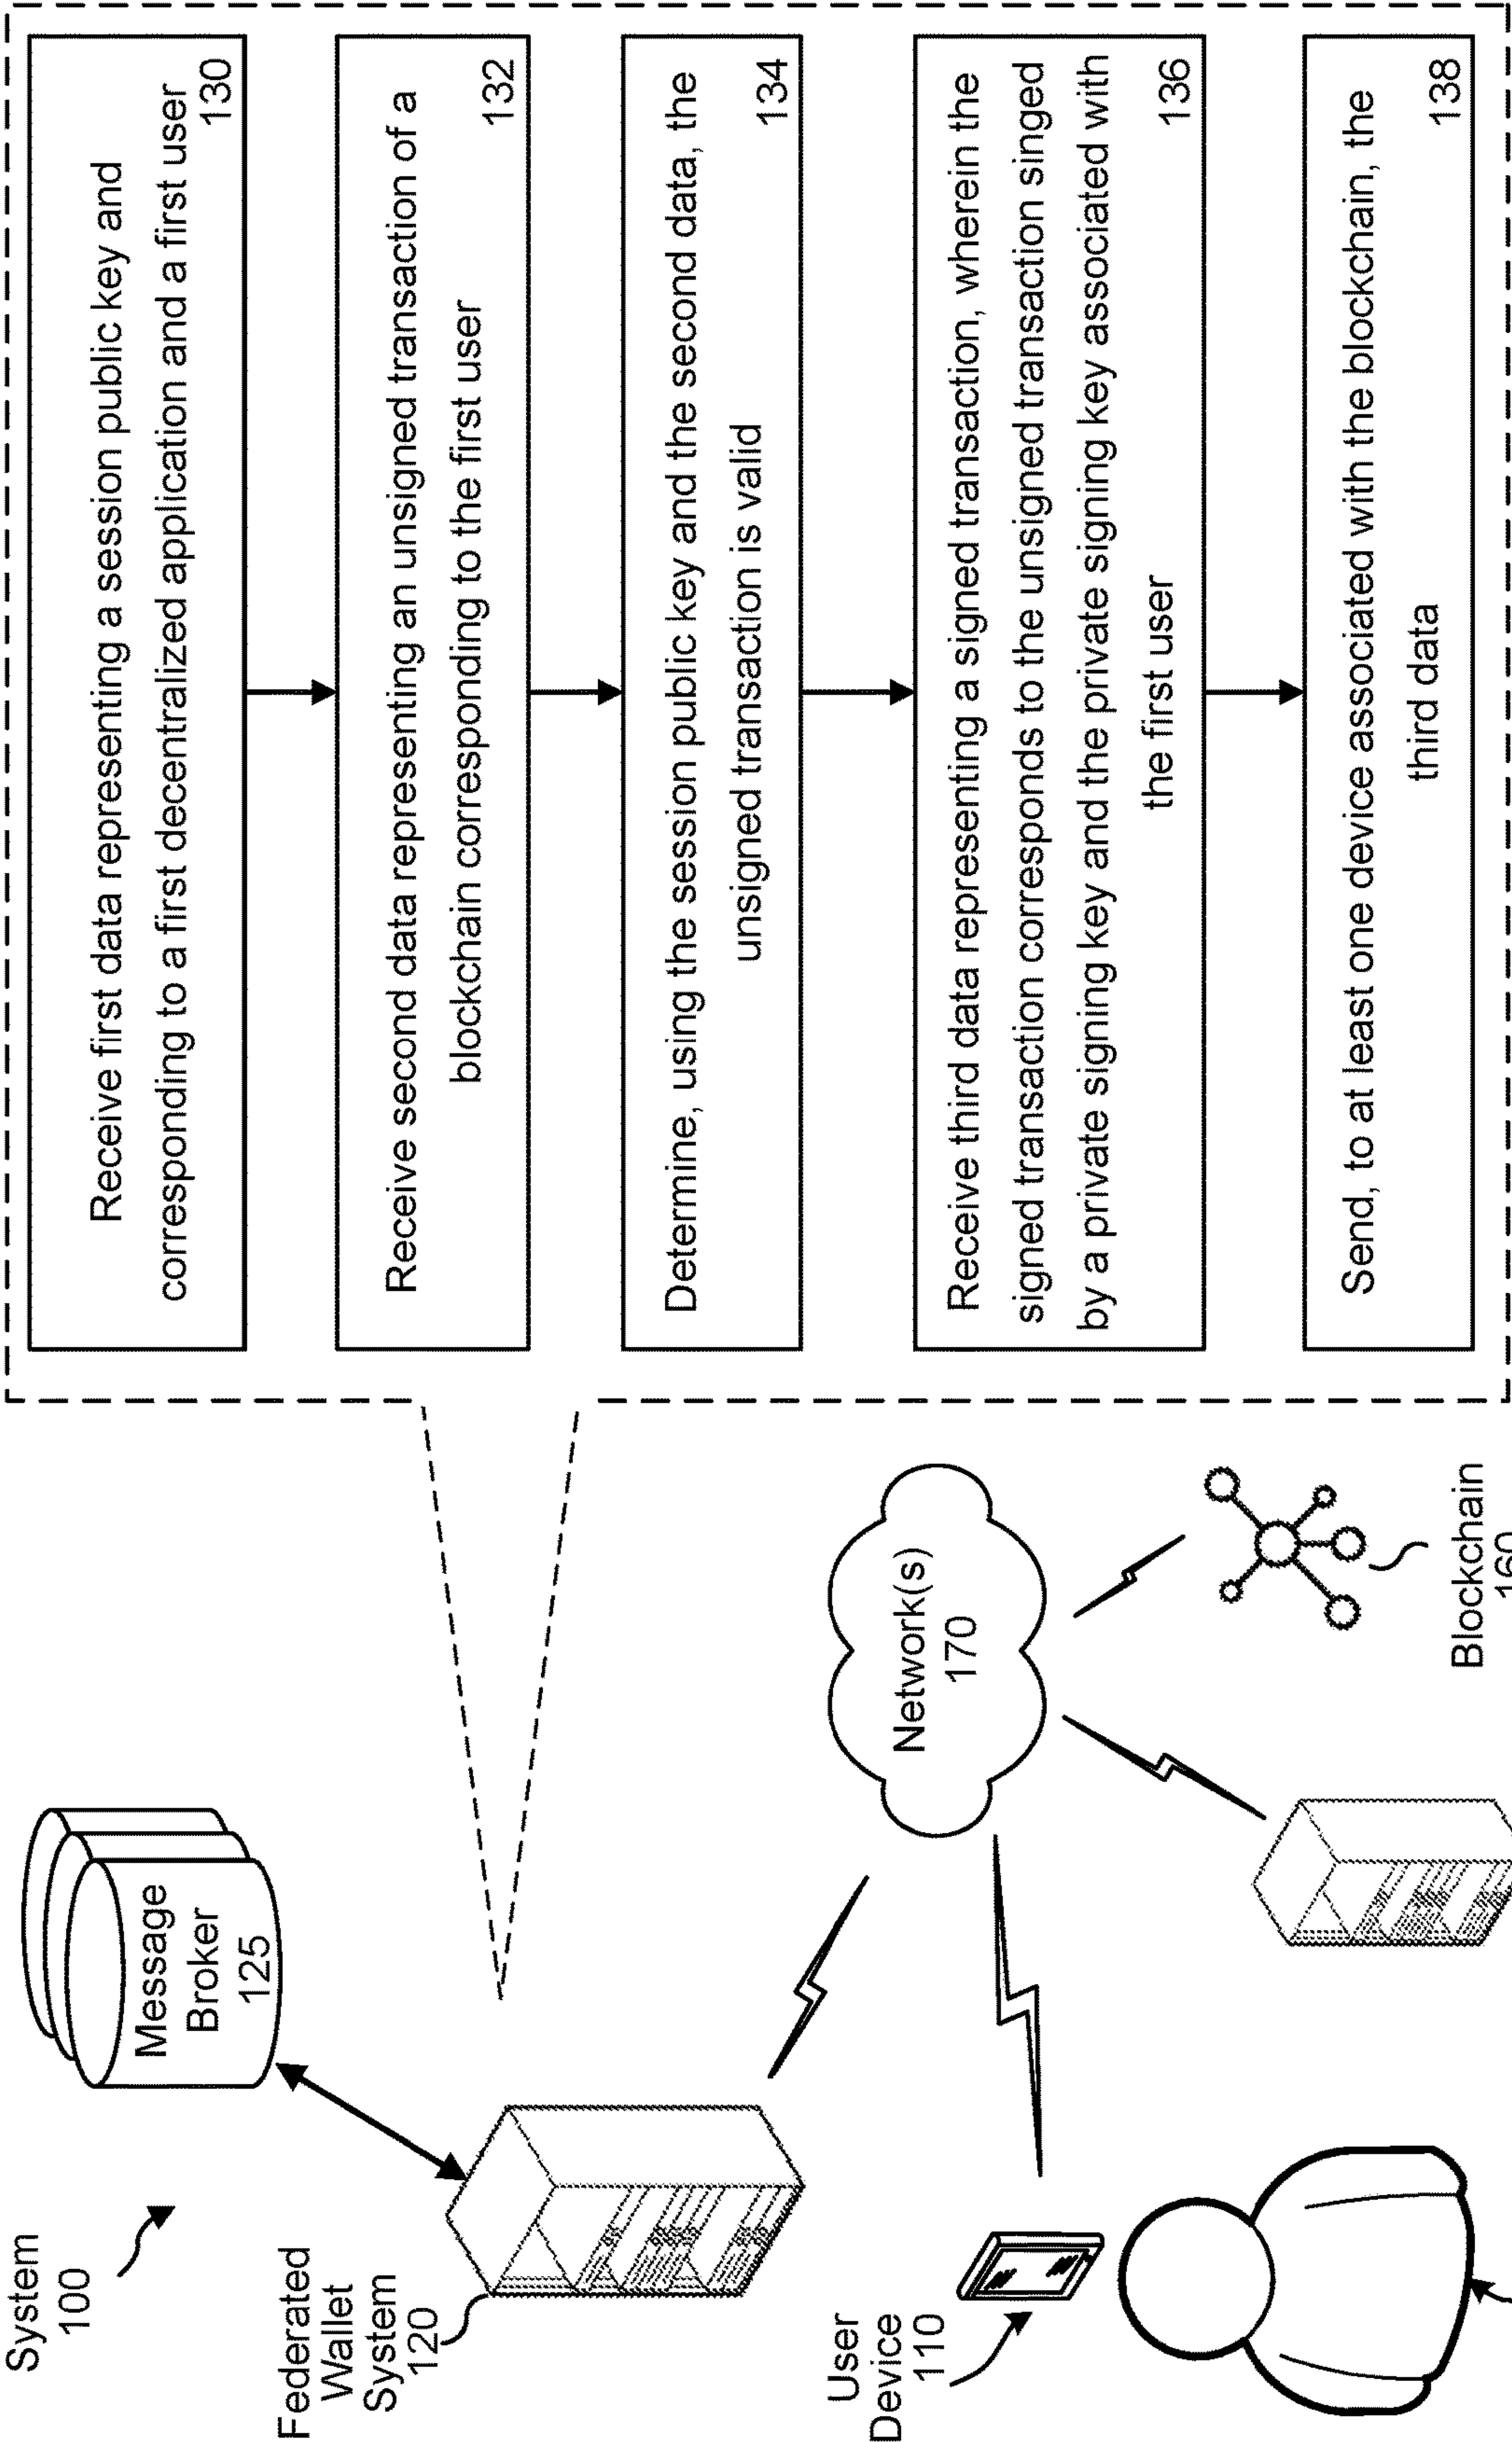 System
100
Federated
Wallet
System
120
Message
Broker
125
User
Device
110
Network(s)
170
Blockchain
160
Receive first data representing a session public key and
corresponding to a first decentralized application and a first user
130
Receive second data representing an unsigned transaction of a
blockchain corresponding to the first user
132
Determine, using the session public key and the second data, the
unsigned transaction is valid
134
Receive third data representing a signed transaction, wherein the
signed transaction corresponds to the unsigned transaction singed
by a private signing key and the private signing key associated with
the first user
136
Send, to at least one device associated with the blockchain, the
third data
138